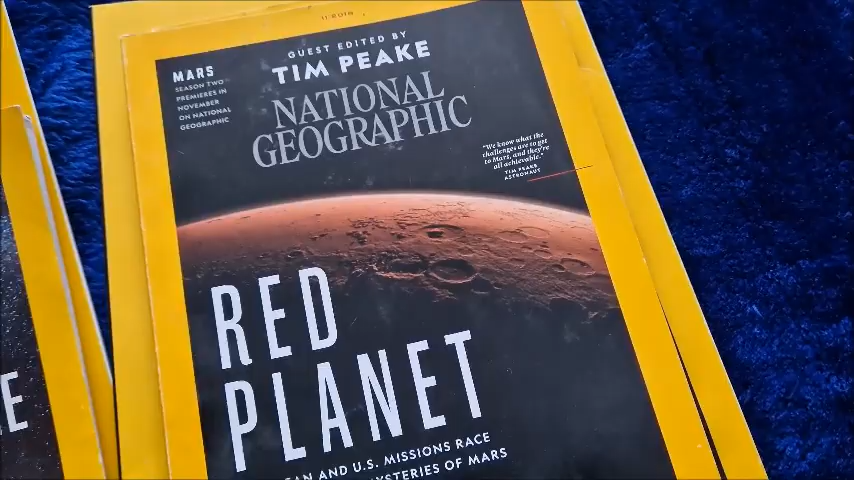 11.2018
GUEST EDITED BY
TIM PEAKE
MARS
SEASON TWO
PREMIERES IN
NOVEMBER
ON NATIONAL
GEOGRAPHIC
NATIONAL
GEOGRAPHIC
"We know what the
challenges are to get
to Mars, and they're
all achievable."
TIM PEAKE
ASTRONAUT
RED
PLANET
AND U.S. MISSIONS RACE
OF MARS
E